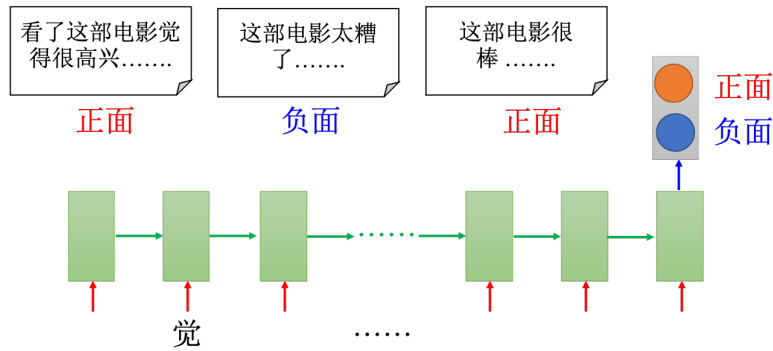 看了这部电影觉
得很高兴…….
这部电影太糟
了…….
这部电影很
棒 …….
正面
负面
正面
正面
负面
……
觉
……